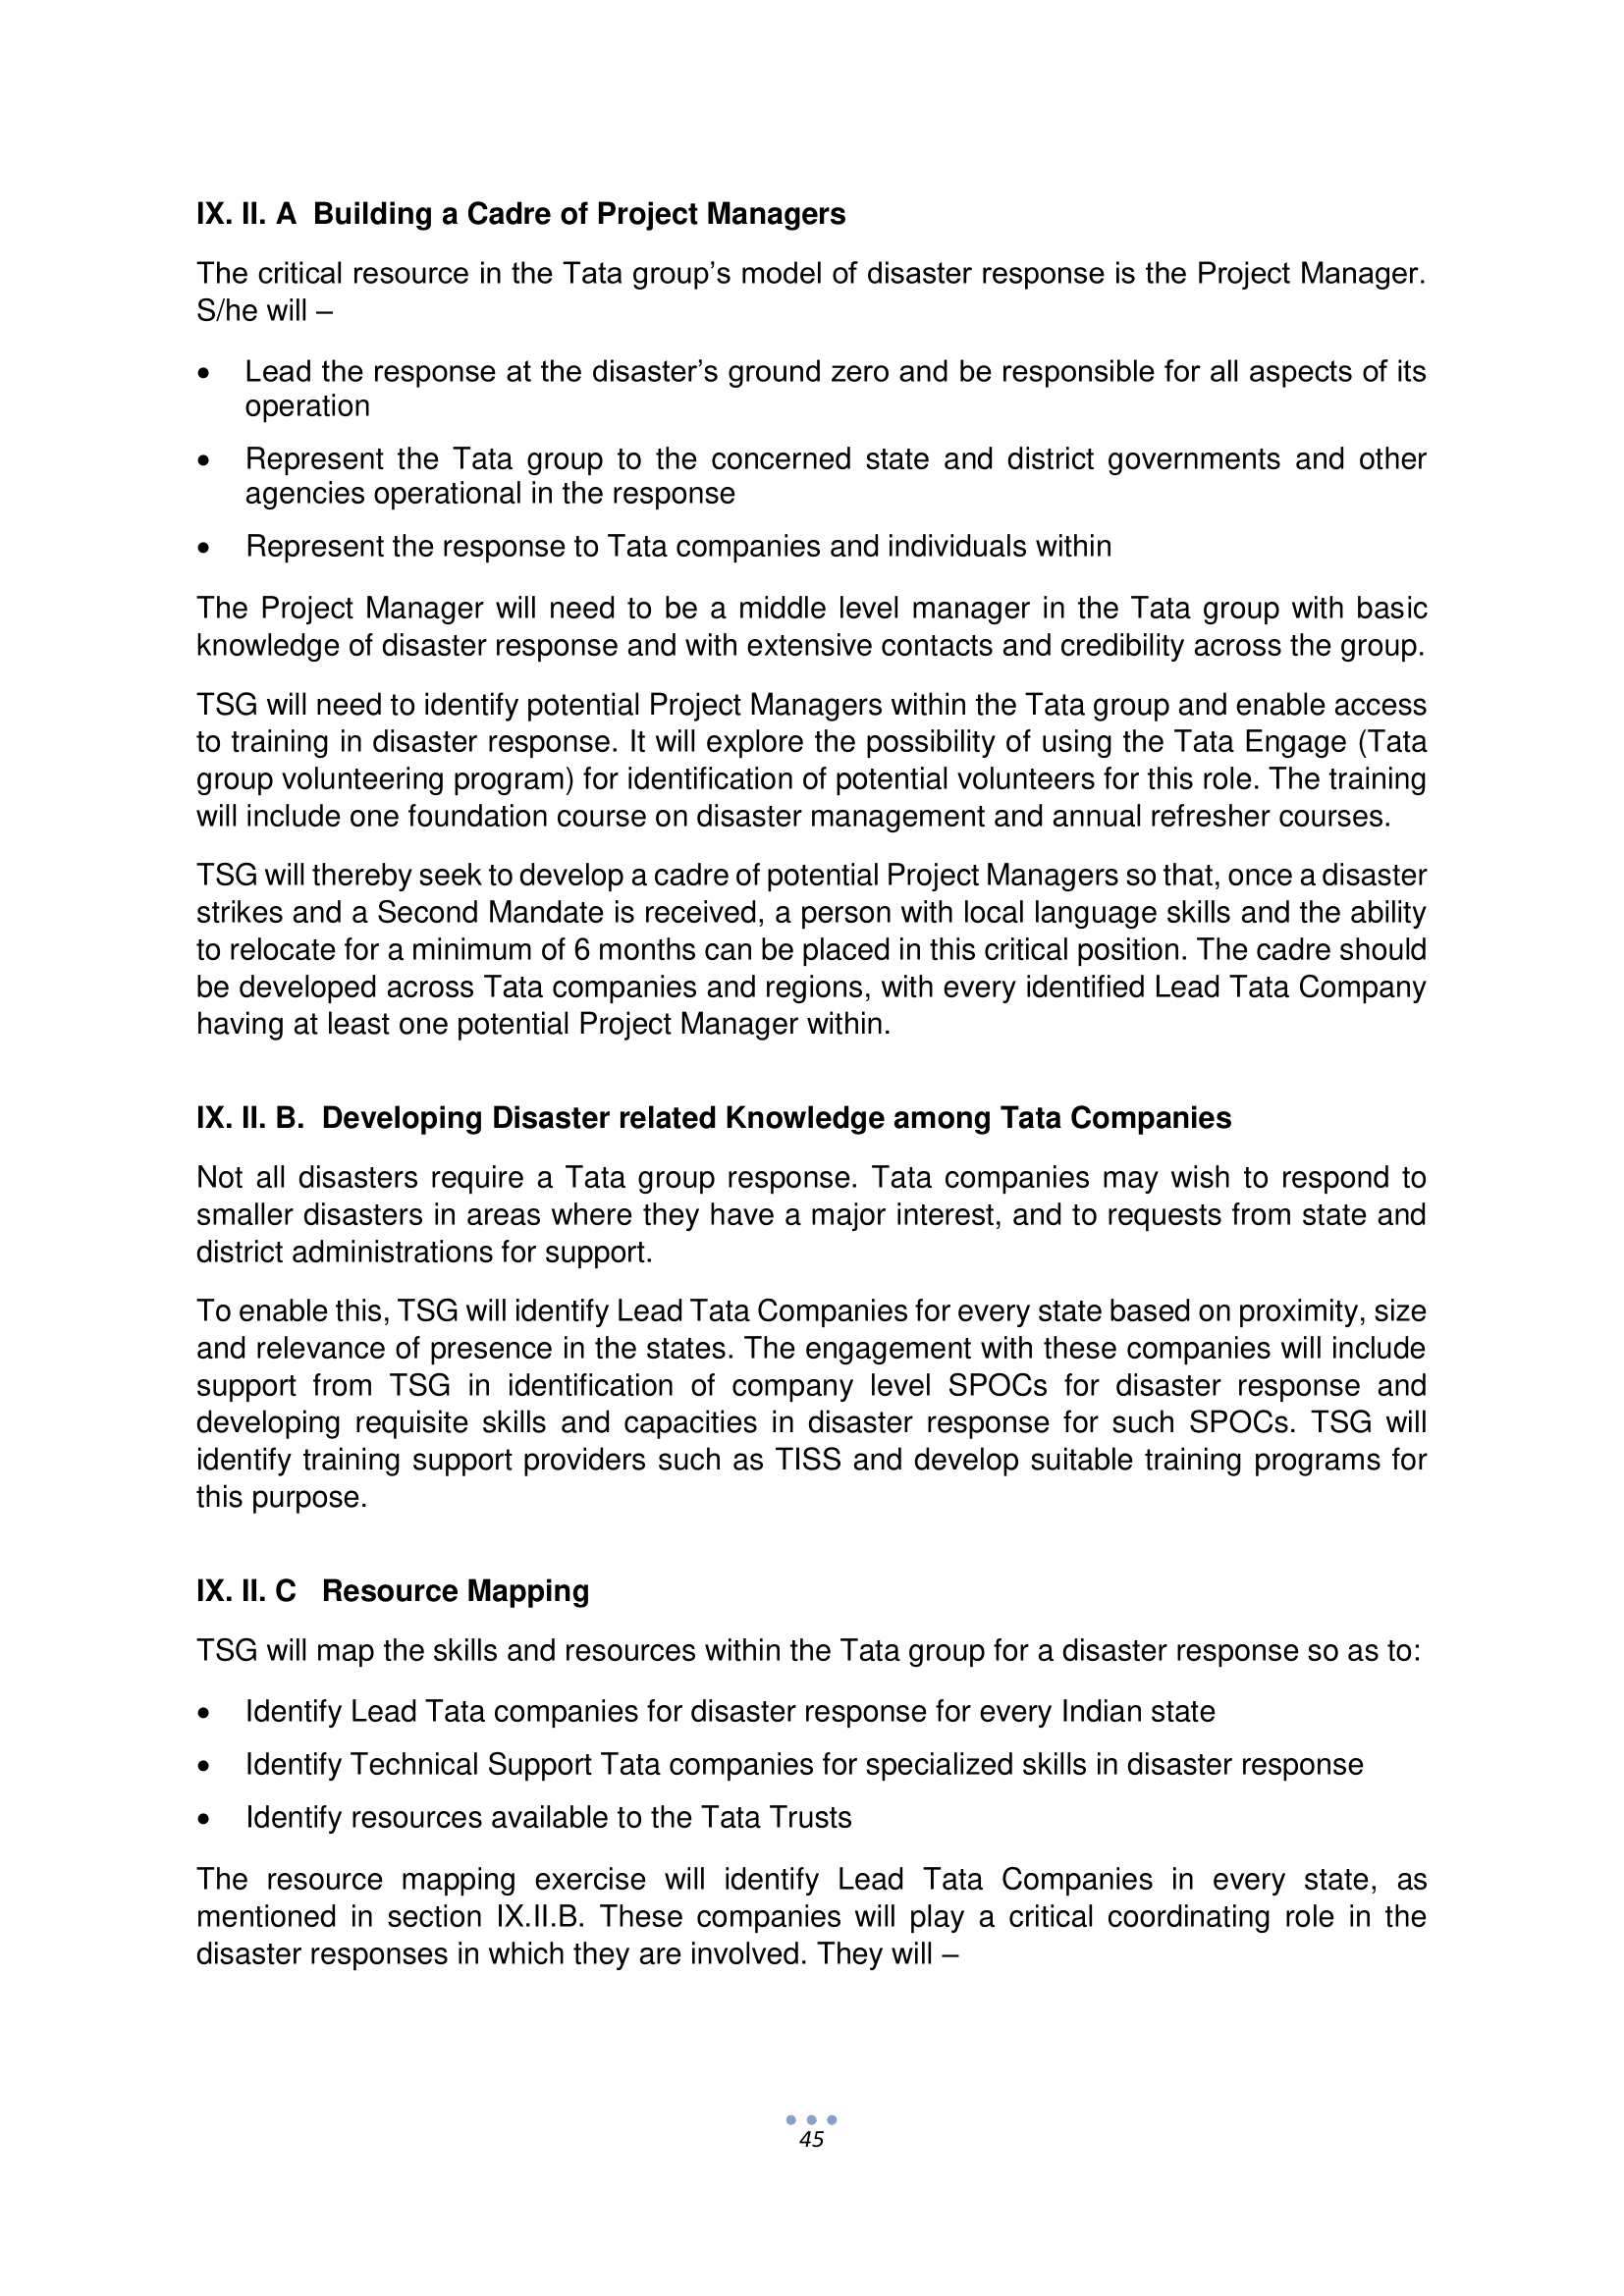 IX. II. A  Building a Cadre of Project Managers
The critical resource in the Tata group’s model of disaster response is the Project Manager.
S/he will –
• Lead the response at the disaster’s ground zero and be responsible for all aspects of its
operation
• Represent the Tata group to the concerned state and district governments and other
agencies operational in the response
• Represent the response to Tata companies and individuals within
The Project Manager will need to be a middle level manager in the Tata group with basic
knowledge of disaster response and with extensive contacts and credibility across the group.
TSG will need to identify potential Project Managers within the Tata group and enable access
to training in disaster response. It will explore the possibility of using the Tata Engage (Tata
group volunteering program) for identification of potential volunteers for this role. The training
will include one foundation course on disaster management and annual refresher courses.
TSG will thereby seek to develop a cadre of potential Project Managers so that, once a disaster
strikes and a Second Mandate is received, a person with local language skills and the ability
to relocate for a minimum of 6 months can be placed in this critical position. The cadre should
be developed across Tata companies and regions, with every identified Lead Tata Company
having at least one potential Project Manager within.
IX. II. B.  Developing Disaster related Knowledge among Tata Companies
Not all disasters require a Tata group response. Tata companies may wish to respond to
smaller disasters in areas where they have a major interest, and to requests from state and
district administrations for support.
To enable this, TSG will identify Lead Tata Companies for every state based on proximity, size
and relevance of presence in the states. The engagement with these companies will include
support from TSG in identification of company level SPOCs for disaster response and
developing requisite skills and capacities in disaster response for such SPOCs. TSG will
identify training support providers such as TISS and develop suitable training programs for
this purpose.
IX. II. C   Resource Mapping
TSG will map the skills and resources within the Tata group for a disaster response so as to:
• Identify Lead Tata companies for disaster response for every Indian state
• Identify Technical Support Tata companies for specialized skills in disaster response
• Identify resources available to the Tata Trusts
The resource mapping exercise will identify Lead Tata Companies in every state, as
mentioned in section IX.II.B. These companies will play a critical coordinating role in the
disaster responses in which they are involved. They will –
45